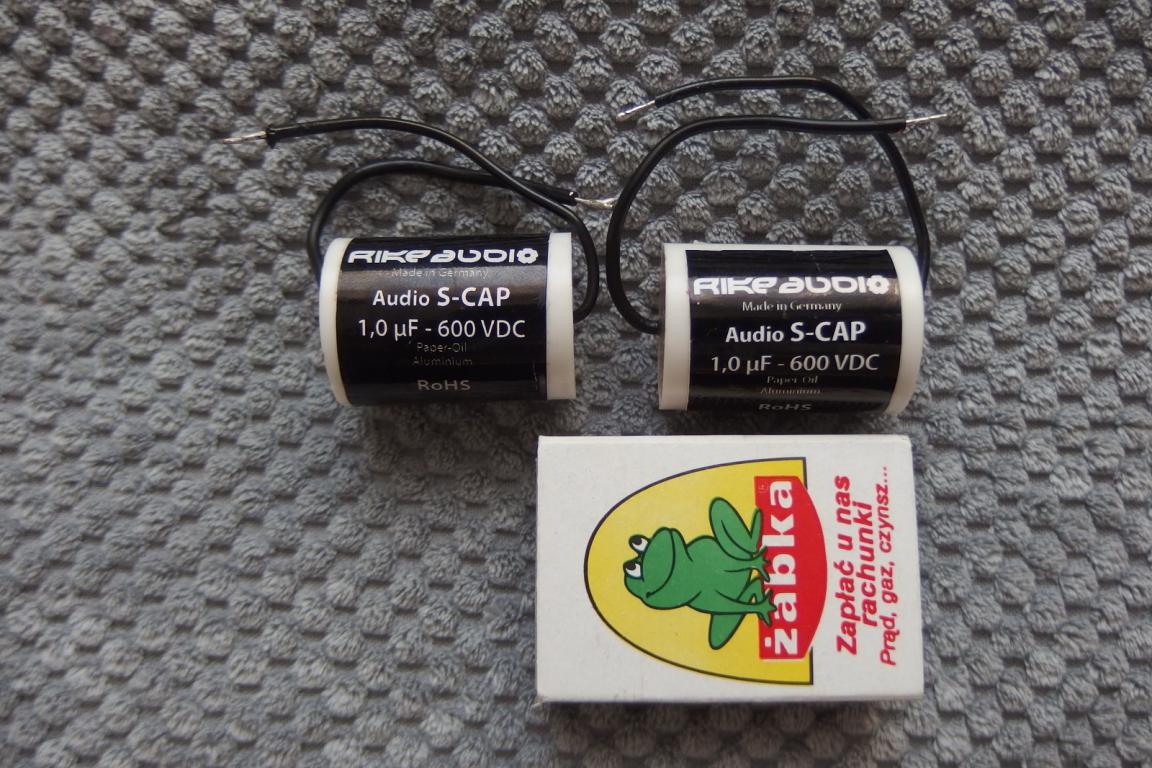 RIKE AUDIO
Made in Germany
Audio S-CAP
1,0 µF - 600 VDC
Paper-Oil
Aluminium
RoHS
RIKE AUDIO
Made in Germany
Audio S-CAP
1,0 µF - 600 VDC
Paper-Oil
Aluminium
RoHS
żabka
®
Zapłać u nas
rachunki
Prąd, gaz, czynsz...